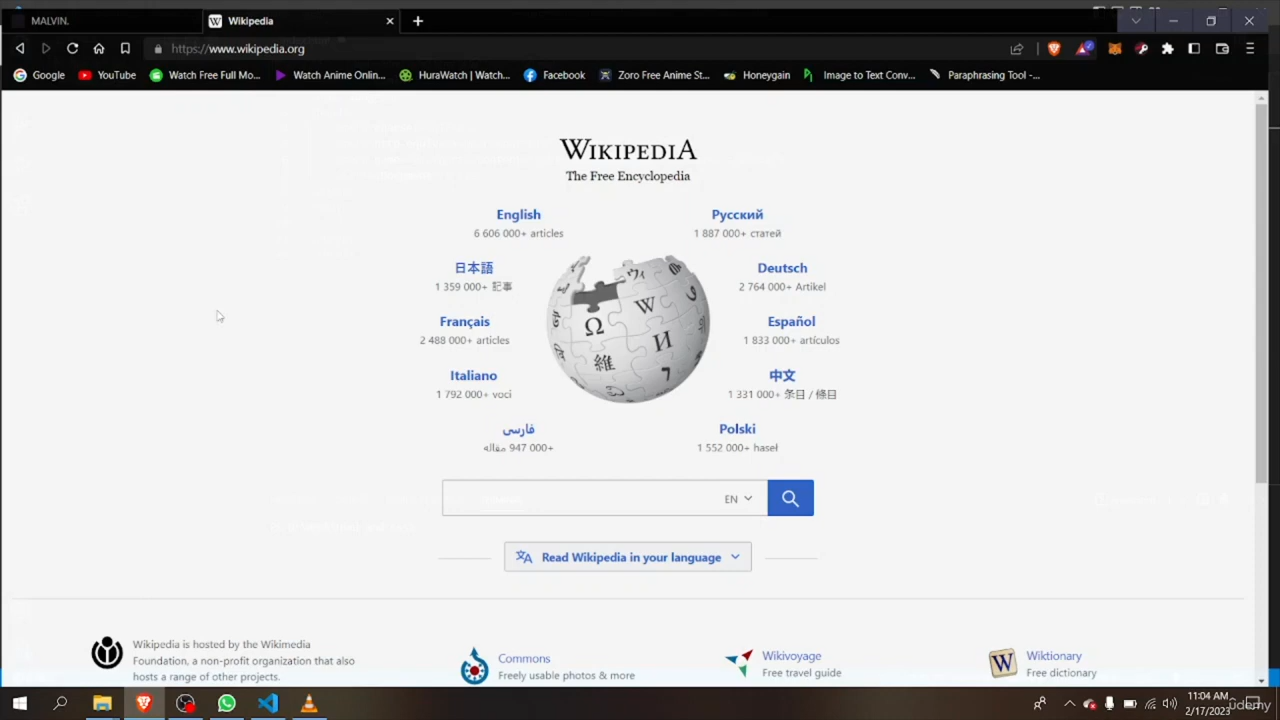 MALVIN.
Wikipedia
https://www.wikipedia.org
Google
YouTube
Watch Free Full Mo...
Watch Anime Onlin...
HuraWatch | Watch...
Facebook
Zoro Free Anime St...
Honeygain
Image to Text Conv...
Paraphrasing Tool -...
WIKIPEDIA
The Free Encyclopedia
English
6 606 000+ articles
Русский
1 887 000+ статей
日本語
1 359 000+ 記事
Deutsch
2 764 000+ Artikel
Français
2 488 000+ articles
Español
1 833 000+ artículos
Italiano
1 792 000+ voci
中文
1 331 000+ 条目 / 條目
فارسی
۹47 000+ مقاله
Polski
1 552 000+ haseł
EN
Read Wikipedia in your language
Wikipedia is hosted by the Wikimedia
Foundation, a non-profit organization that also
hosts a range of other projects.
Commons
Freely usable photos & more
Wikivoyage
Free travel guide
Wiktionary
Free dictionary
11:04 AM
2/17/2023
udemy